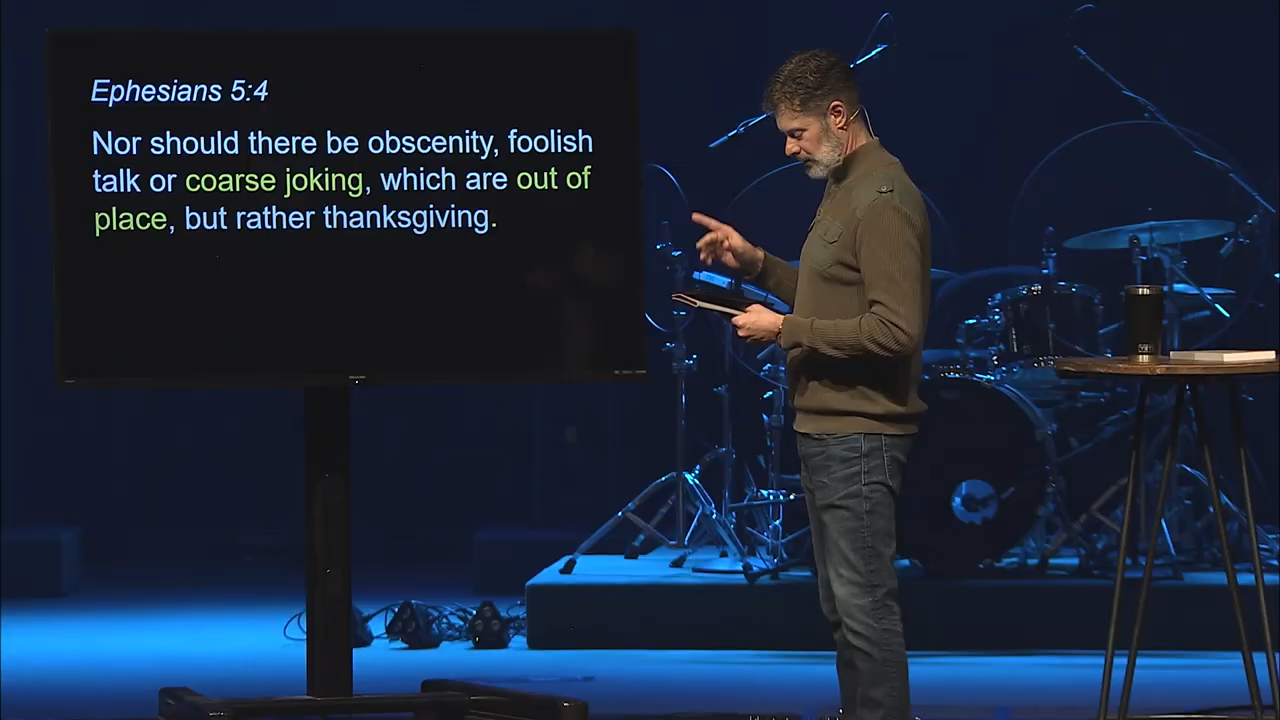 Ephesians 5:4
Nor should there be obscenity, foolish
talk or coarse joking, which are out of
place, but rather thanksgiving.
YETI